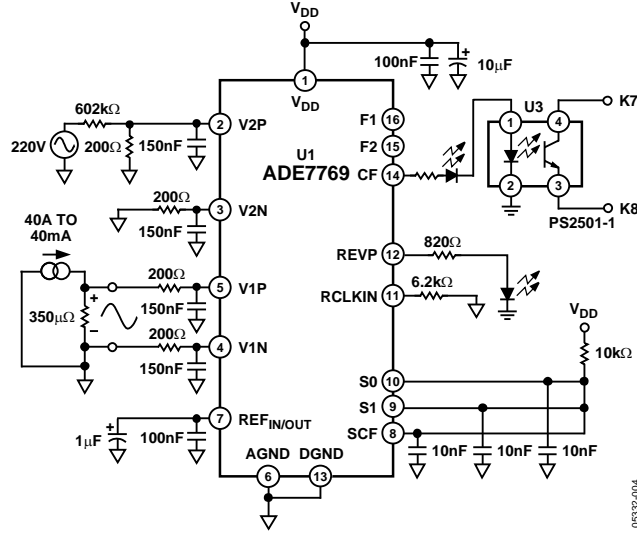 VDD
100nF
10µF
1
VDD
602kΩ
2
V2P
220V
200Ω
150nF
F1
16
F2
15
U1
ADE7769
CF
14
U3
1
4
K7
2
3
K8
PS2501-1
200Ω
3
V2N
150nF
40A TO
40mA
REVP
12
820Ω
200Ω
5
V1P
RCLKIN
11
6.2kΩ
+
350µΩ
–
150nF
200Ω
4
V1N
150nF
VDD
10kΩ
S0
10
S1
9
SCF
8
10nF
10nF
10nF
+
1µF
100nF
7
REFIN/OUT
AGND
DGND
6
13
05332-004